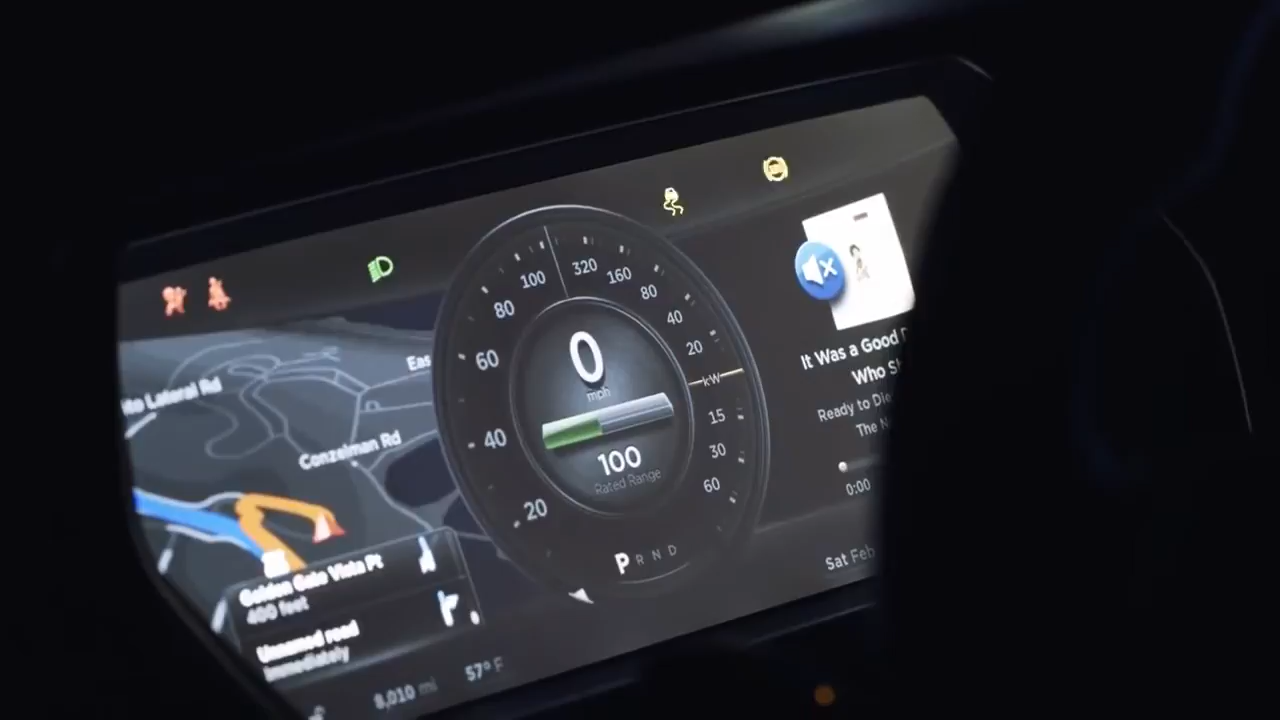 Lateral Rd
Conzelman Rd
Golden Gate Vista Pt
400 feet
Unnamed road
immediately
8,010 mi
57° F
100
80
60
40
20
320
160
80
40
20
kW
15
30
60
0
mph
100
Rated Range
P R N D
It Was a Good
Who
Ready to Die
The
0:00
Sat Feb